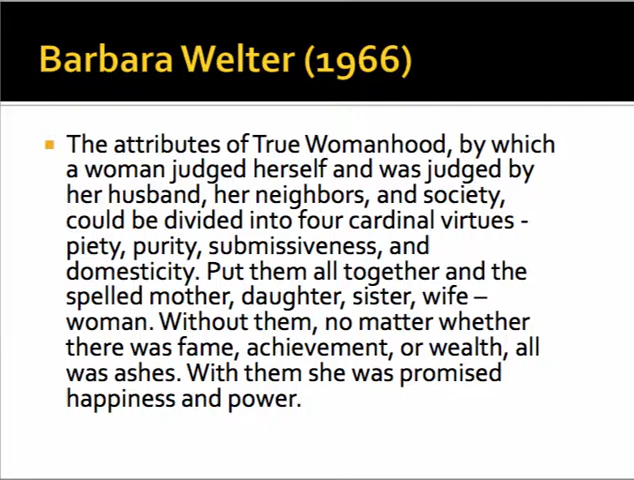 Barbara Welter (1966)
The attributes of True Womanhood, by which
a woman judged herself and was judged by
her husband, her neighbors, and society,
could be divided into four cardinal virtues -
piety, purity, submissiveness, and
domesticity. Put them all together and the
spelled mother, daughter, sister, wife –
woman. Without them, no matter whether
there was fame, achievement, or wealth, all
was ashes. With them she was promised
happiness and power.